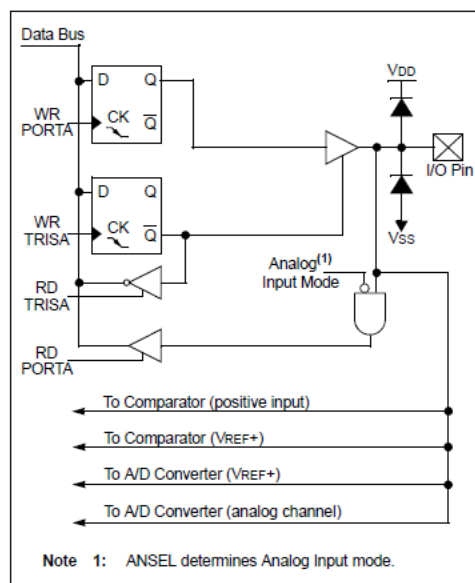 Data Bus
D Q
WR
PORTA
CK Q
VDD
I/O Pin
D Q
WR
TRISA
CK Q
VSS
Analog(1)
Input Mode
RD
TRISA
RD
PORTA
To Comparator (positive input)
To Comparator (VREF+)
To A/D Converter (VREF+)
To A/D Converter (analog channel)
Note 1: ANSEL determines Analog Input mode.